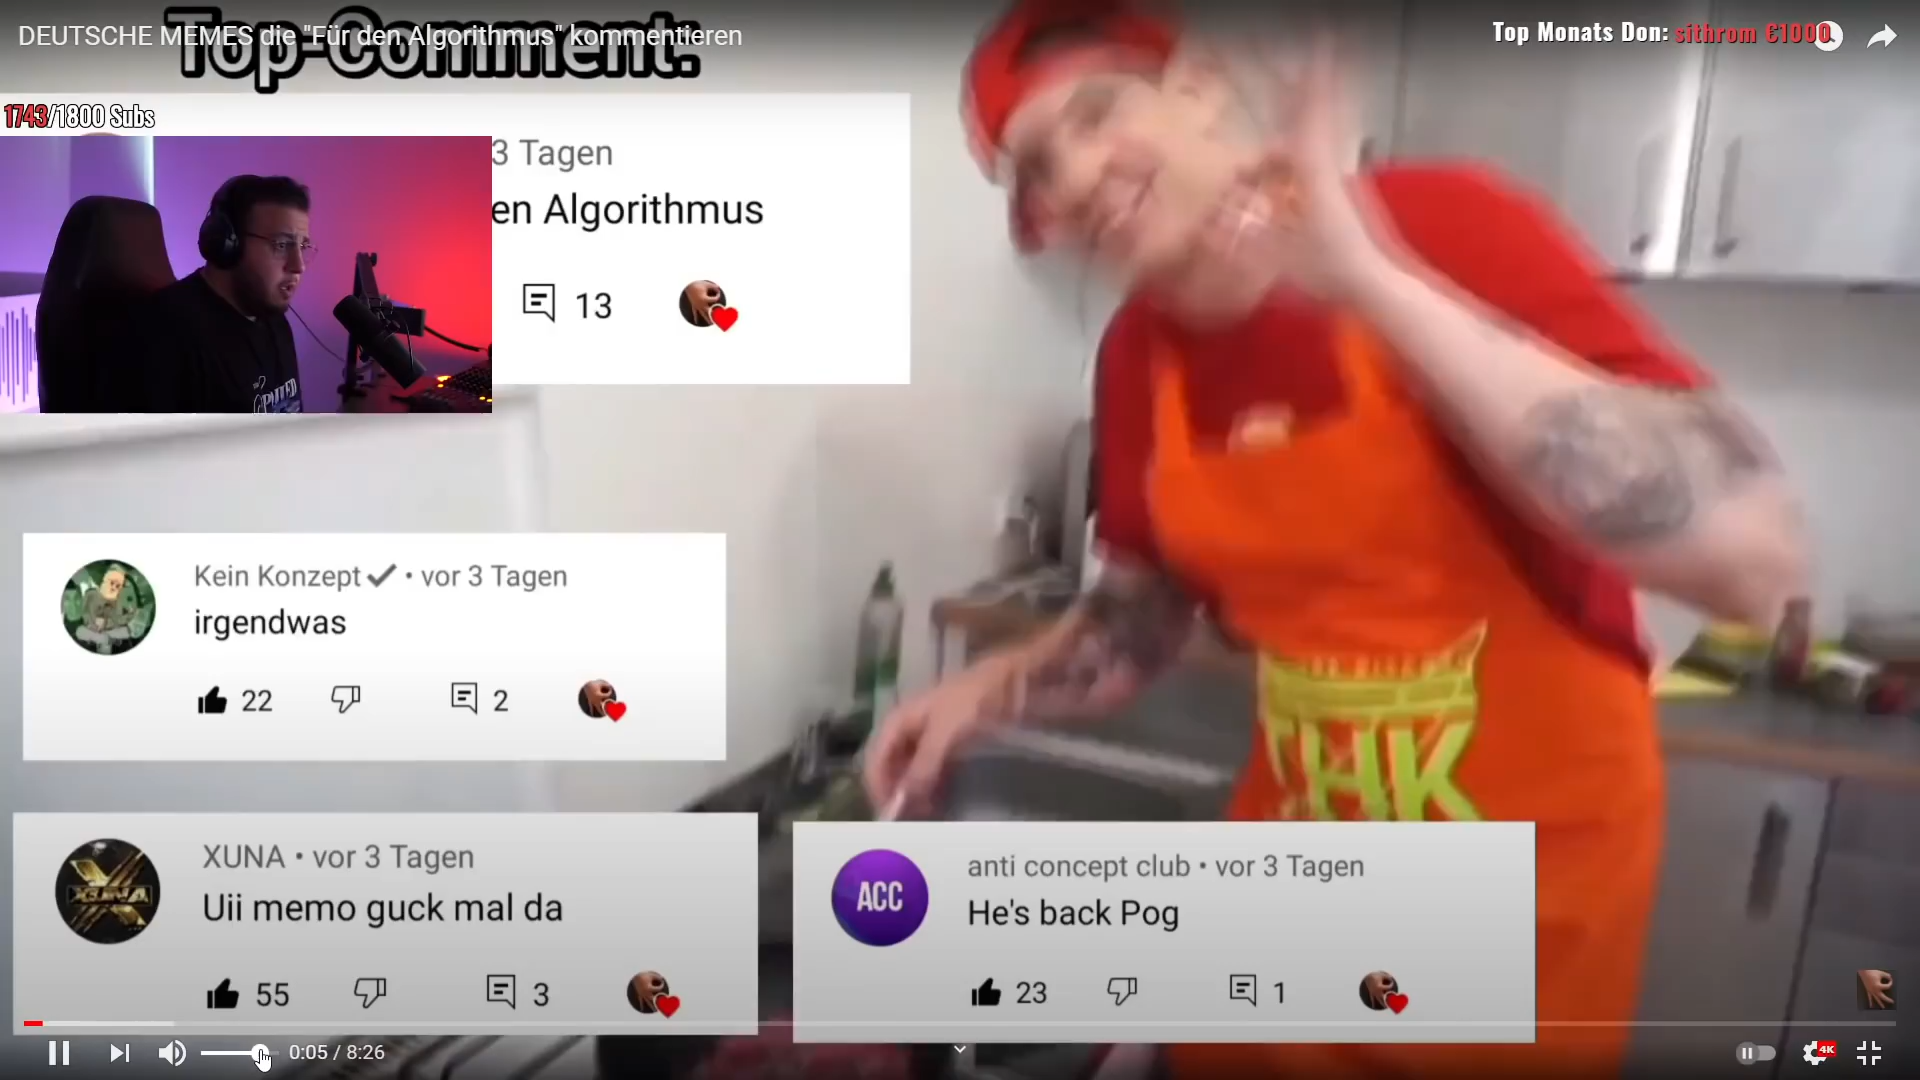 DEUTSCHE MEMES die "Für den Algorithmus" kommentieren
Top-Comment:
Top Monats Don: sithrom €1000
1743/1800 Subs
3 Tagen
en Algorithmus
13
Kein Konzept • vor 3 Tagen
irgendwas
22 2
XUNA • vor 3 Tagen
XUNA
Uii memo guck mal da
55 3
anti concept club • vor 3 Tagen
ACC
He's back Pog
23 1
HK
0:05 / 8:26
4K